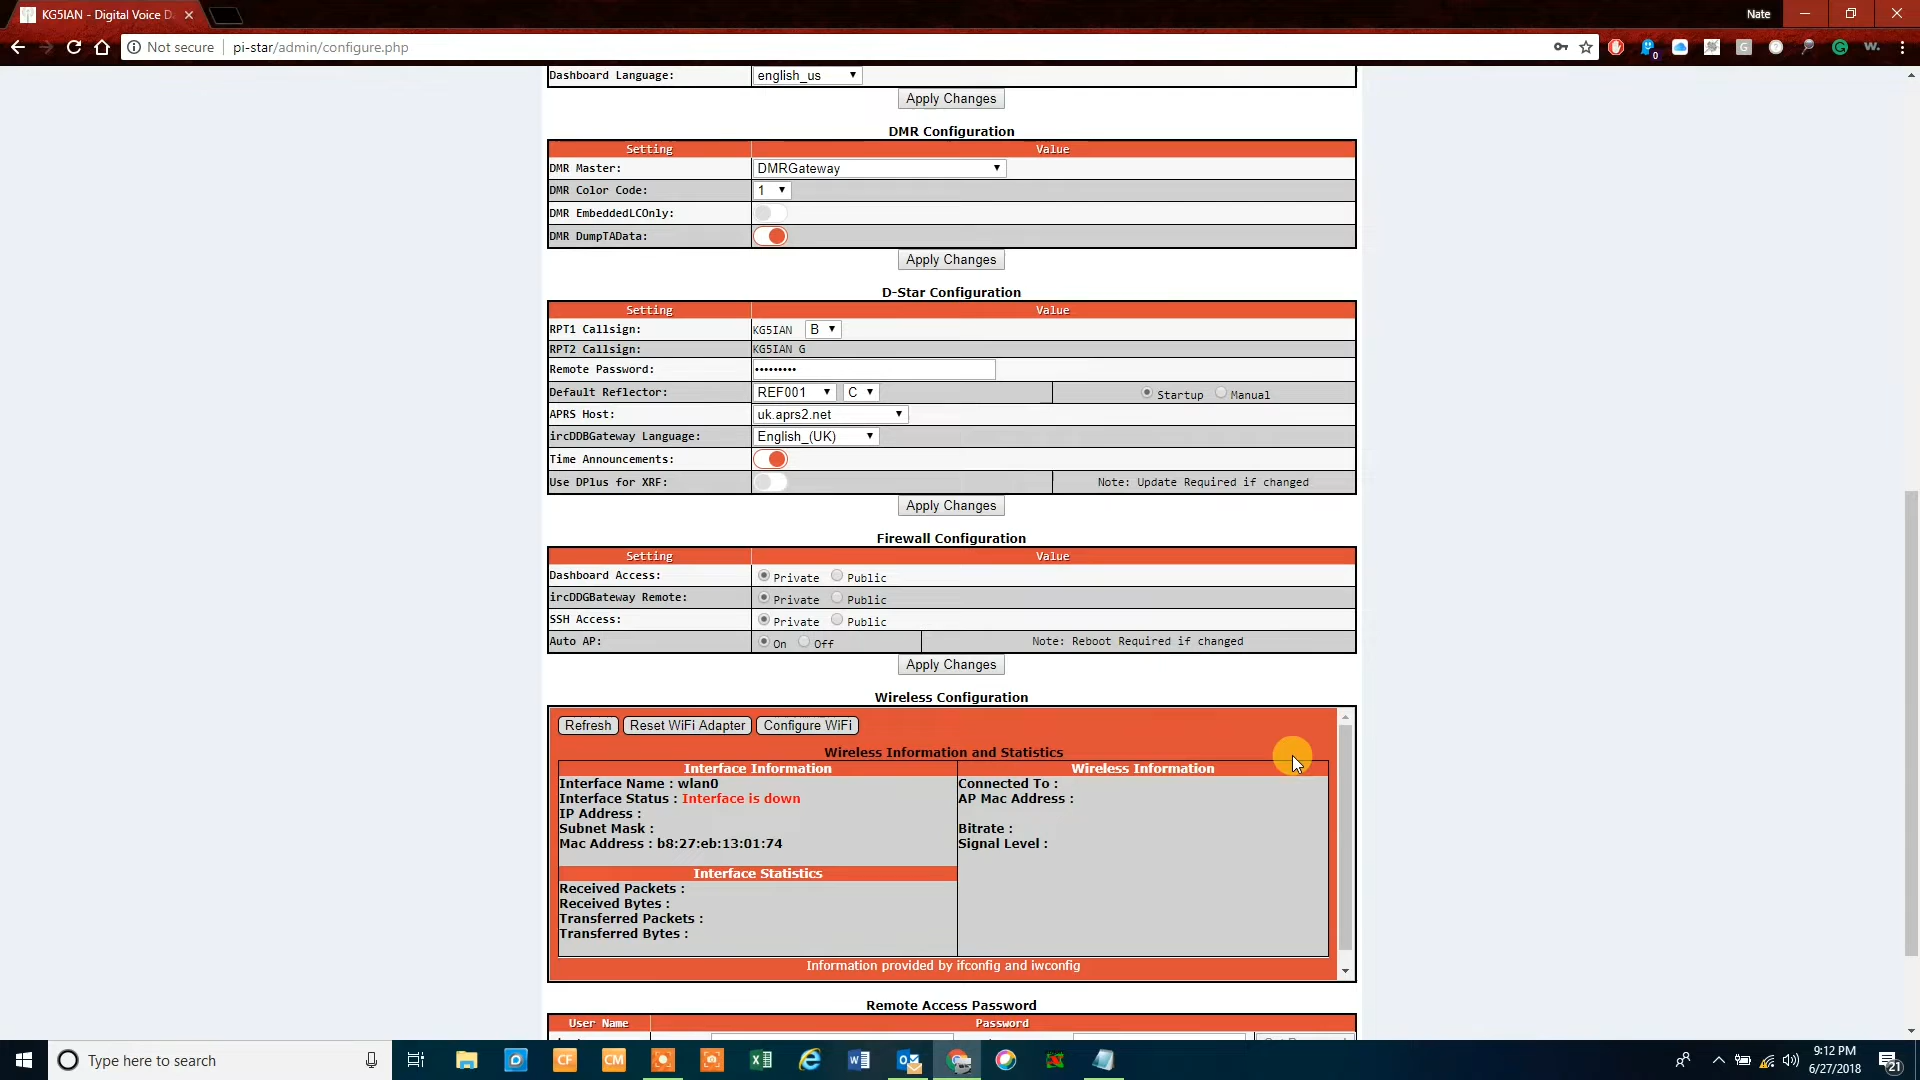 KG5IAN - Digital Voice D
Nate
Not secure
pi-star/admin/configure.php
Dashboard Language:
english_us
Apply Changes
DMR Configuration
Setting
Value
DMR Master:
DMRGateway
DMR Color Code:
1
DMR EmbeddedLCOnly:
DMR DumpTAData:
Apply Changes
D-Star Configuration
Setting
Value
RPT1 Callsign:
KG5IAN B
RPT2 Callsign:
KG5IAN G
Remote Password:
•••••••••
Default Reflector:
REF001 C
Startup Manual
APRS Host:
uk.aprs2.net
ircDDBGateway Language:
English_(UK)
Time Announcements:
Use DPlus for XRF:
Note: Update Required if changed
Apply Changes
Firewall Configuration
Setting
Value
Dashboard Access:
Private Public
ircDDGBateway Remote:
Private Public
SSH Access:
Private Public
Auto AP:
On Off
Note: Reboot Required if changed
Apply Changes
Wireless Configuration
Refresh
Reset WiFi Adapter
Configure WiFi
Wireless Information and Statistics
Interface Information
Wireless Information
Interface Name : wlan0
Connected To :
Interface Status : Interface is down
AP Mac Address :
IP Address :
Subnet Mask :
Bitrate :
Mac Address : b8:27:eb:13:01:74
Signal Level :
Interface Statistics
Received Packets :
Received Bytes :
Transferred Packets :
Transferred Bytes :
Information provided by ifconfig and iwconfig
Remote Access Password
User Name
Password
Type here to search
CF
CM
9:12 PM
6/27/2018
21